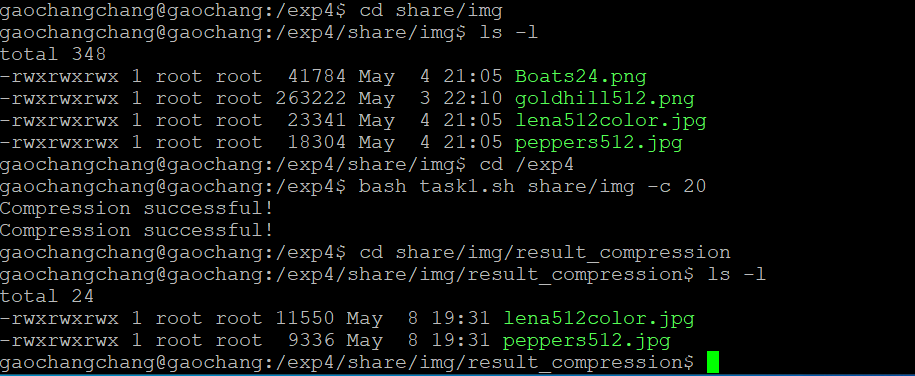 gaochangchang@gaochang:/exp4$ cd share/img
gaochangchang@gaochang:/exp4/share/img$ ls -l
total 348
-rwxrwxrwx 1 root root  41784 May  4 21:05 Boats24.png
-rwxrwxrwx 1 root root 263222 May  3 22:10 goldhill512.png
-rwxrwxrwx 1 root root  23341 May  4 21:05 lena512color.jpg
-rwxrwxrwx 1 root root  18304 May  4 21:05 peppers512.jpg
gaochangchang@gaochang:/exp4/share/img$ cd /exp4
gaochangchang@gaochang:/exp4$ bash task1.sh share/img -c 20
Compression successful!
Compression successful!
gaochangchang@gaochang:/exp4$ cd share/img/result_compression
gaochangchang@gaochang:/exp4/share/img/result_compression$ ls -l
total 24
-rwxrwxrwx 1 root root 11550 May  8 19:31 lena512color.jpg
-rwxrwxrwx 1 root root  9336 May  8 19:31 peppers512.jpg
gaochangchang@gaochang:/exp4/share/img/result_compression$